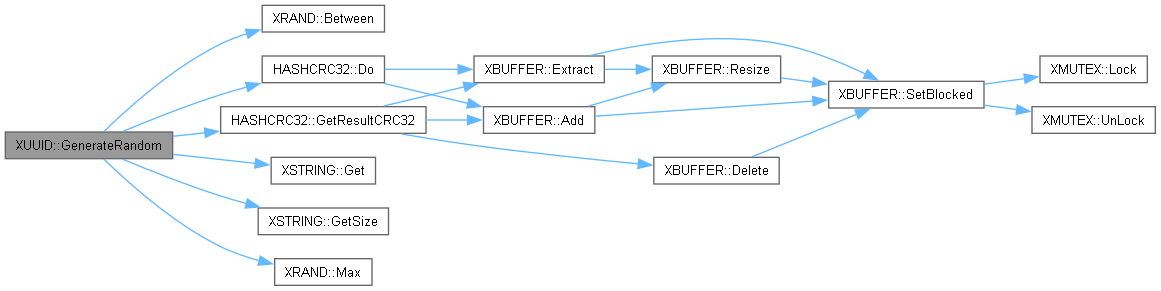 XUUID::GenerateRandom
XRAND::Between
HASHCRC32::Do
HASHCRC32::GetResultCRC32
XSTRING::Get
XSTRING::GetSize
XRAND::Max
XBUFFER::Extract
XBUFFER::Add
XBUFFER::Resize
XBUFFER::Delete
XBUFFER::SetBlocked
XMUTEX::Lock
XMUTEX::UnLock